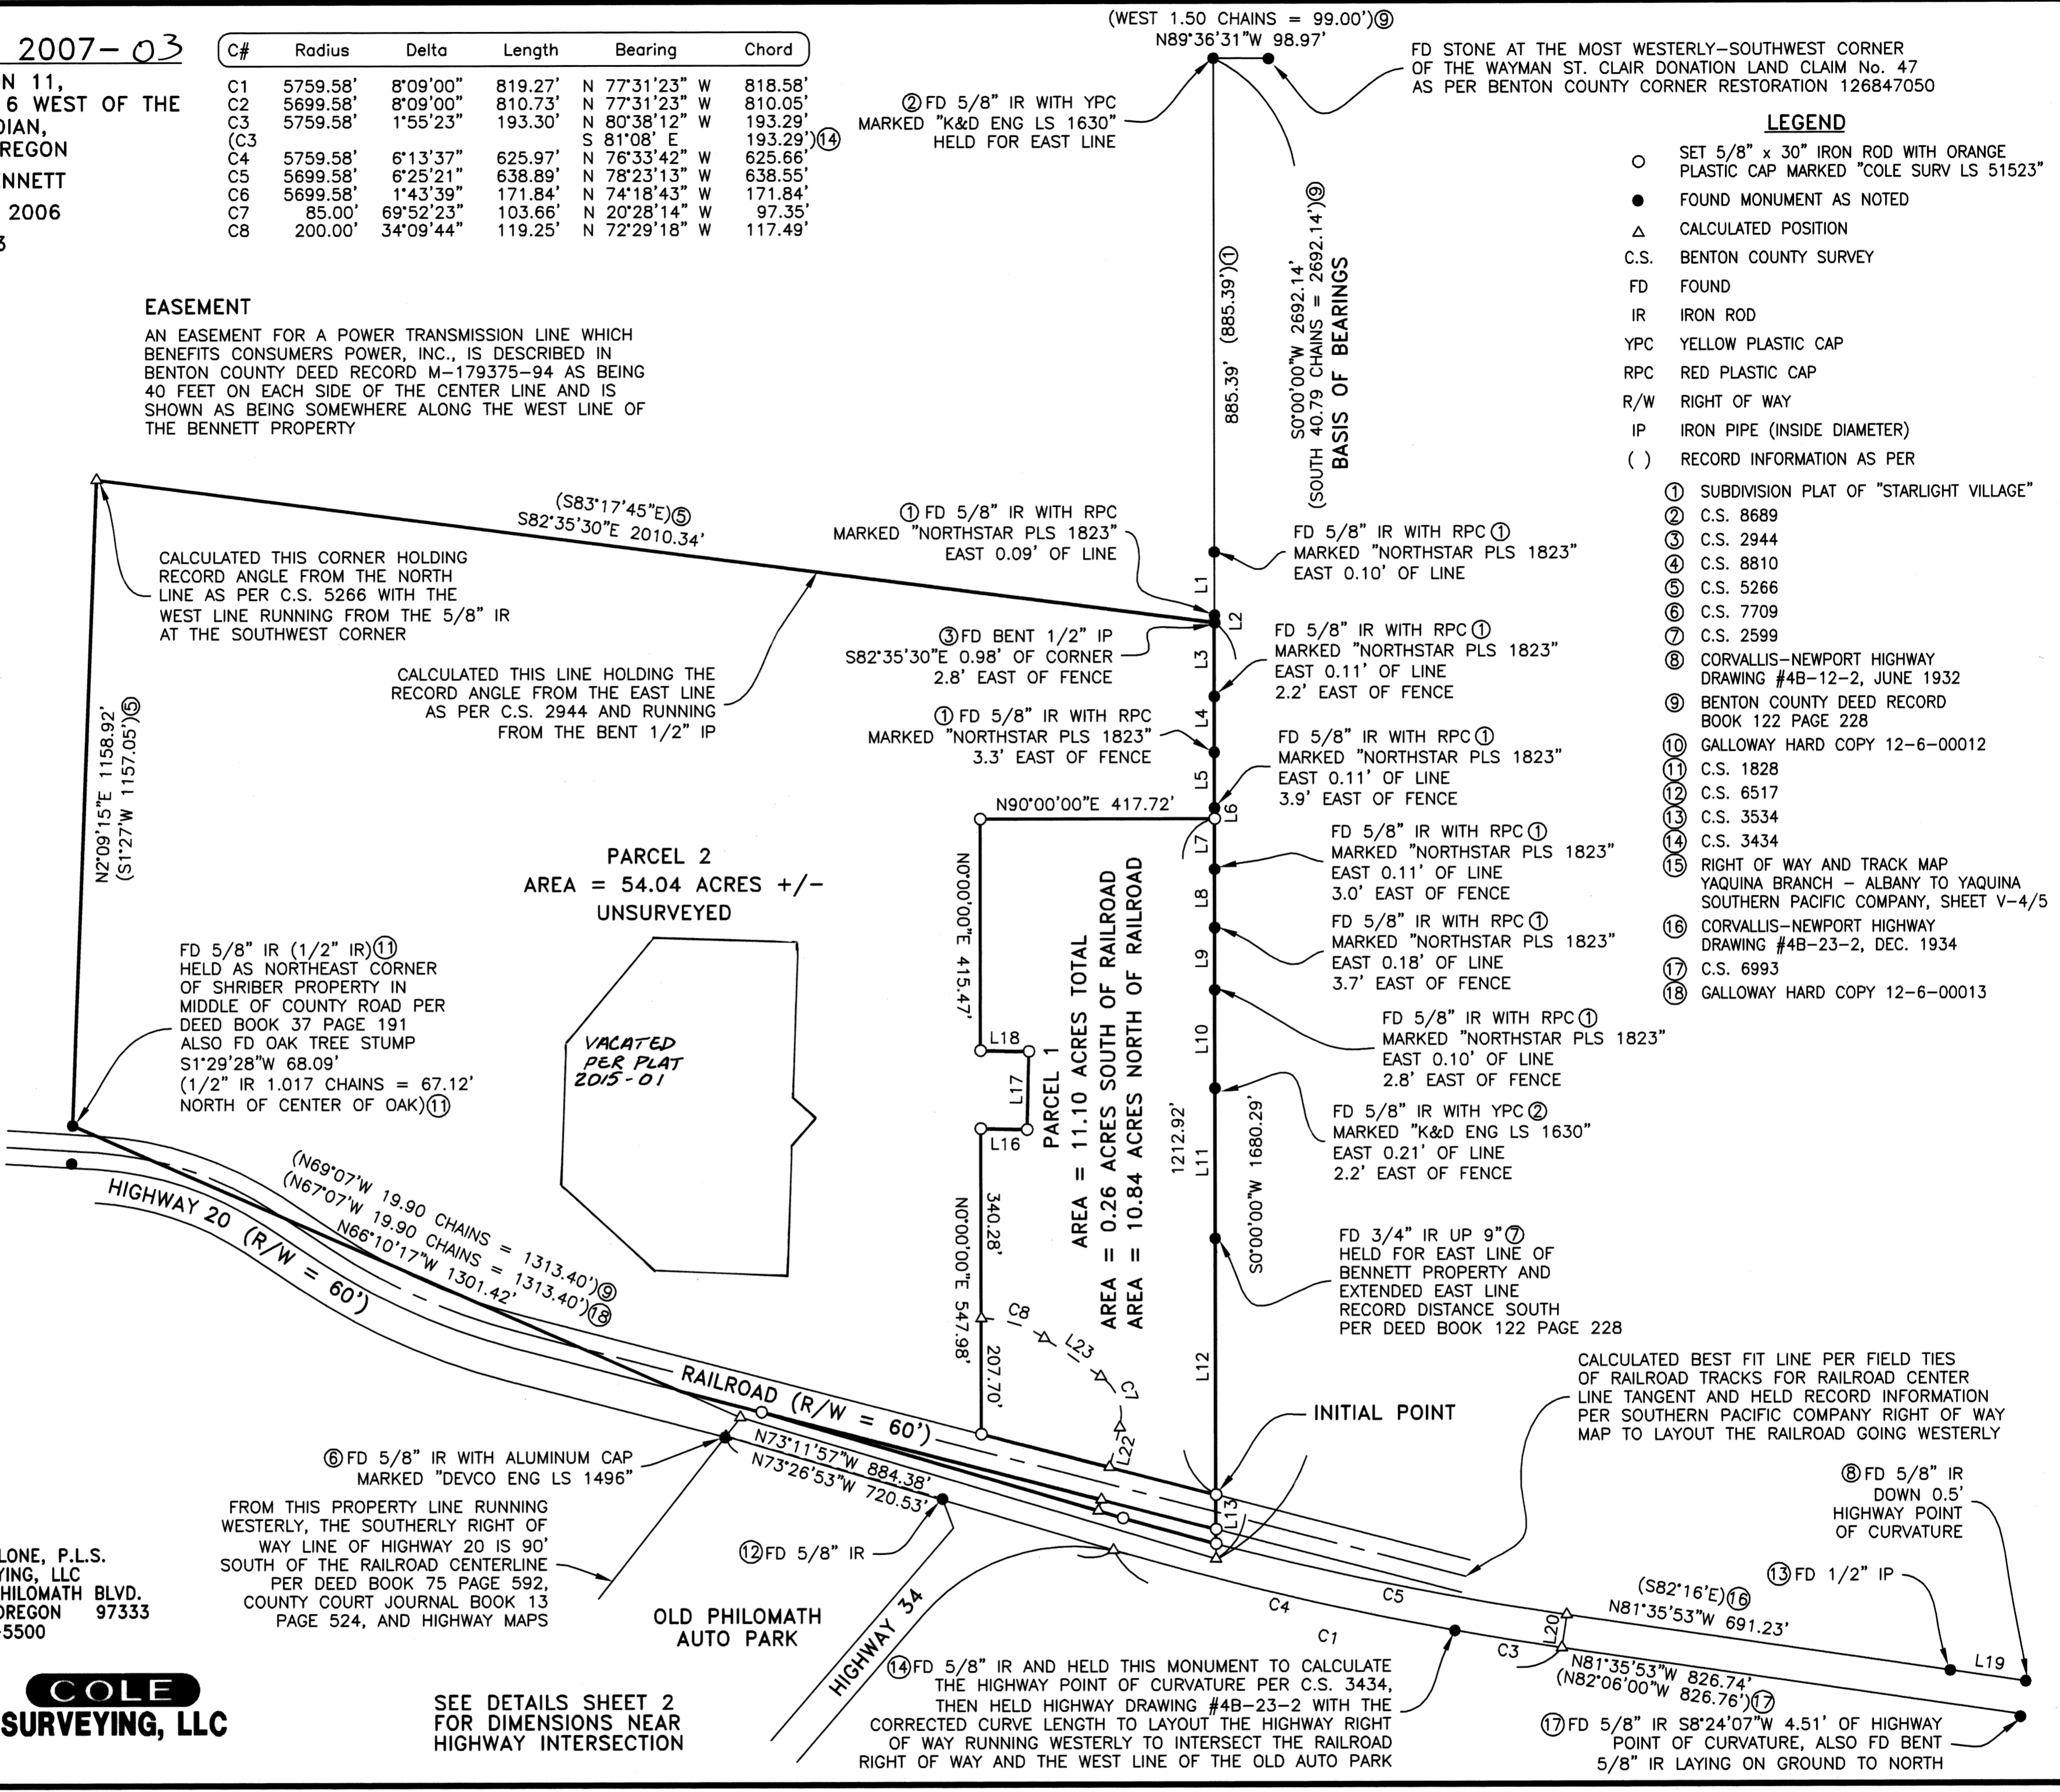 2007-03
N 11,
6 WEST OF THE
DIAN,
REGON
ENNETT
2006
3
C# Radius Delta Length Bearing Chord
C1 5759.58' 8°09'00" 819.27' N 77°31'23" W 818.58'
C2 5699.58' 8°09'00" 810.73' N 77°31'23" W 810.05'
C3 5759.58' 1°55'23" 193.30' N 80°38'12" W 193.29'
(C3 S 81°08' E 193.29')⑭
C4 5759.58' 6°13'37" 625.97' N 76°33'42" W 625.66'
C5 5699.58' 6°25'21" 638.89' N 78°23'13" W 638.55'
C6 5699.58' 1°43'39" 171.84' N 74°18'43" W 171.84'
C7 85.00' 69°52'23" 103.66' N 20°28'14" W 97.35'
C8 200.00' 34°09'44" 119.25' N 72°29'18" W 117.49'
(WEST 1.50 CHAINS = 99.00')⑨
N89°36'31"W 98.97'
FD STONE AT THE MOST WESTERLY-SOUTHWEST CORNER
OF THE WAYMAN ST. CLAIR DONATION LAND CLAIM No. 47
AS PER BENTON COUNTY CORNER RESTORATION 126847050
②FD 5/8" IR WITH YPC
MARKED "K&D ENG LS 1630"
HELD FOR EAST LINE
LEGEND
SET 5/8" x 30" IRON ROD WITH ORANGE
PLASTIC CAP MARKED "COLE SURV LS 51523"
FOUND MONUMENT AS NOTED
CALCULATED POSITION
C.S. BENTON COUNTY SURVEY
FD FOUND
IR IRON ROD
YPC YELLOW PLASTIC CAP
RPC RED PLASTIC CAP
R/W RIGHT OF WAY
IP IRON PIPE (INSIDE DIAMETER)
( ) RECORD INFORMATION AS PER
① SUBDIVISION PLAT OF "STARLIGHT VILLAGE"
② C.S. 8689
③ C.S. 2944
④ C.S. 8810
⑤ C.S. 5266
⑥ C.S. 7709
⑦ C.S. 2599
⑧ CORVALLIS-NEWPORT HIGHWAY
DRAWING #4B-12-2, JUNE 1932
⑨ BENTON COUNTY DEED RECORD
BOOK 122 PAGE 228
⑩ GALLOWAY HARD COPY 12-6-00012
⑪ C.S. 1828
⑫ C.S. 6517
⑬ C.S. 3534
⑭ C.S. 3434
⑮ RIGHT OF WAY AND TRACK MAP
YAQUINA BRANCH - ALBANY TO YAQUINA
SOUTHERN PACIFIC COMPANY, SHEET V-4/5
⑯ CORVALLIS-NEWPORT HIGHWAY
DRAWING #4B-23-2, DEC. 1934
⑰ C.S. 6993
⑱ GALLOWAY HARD COPY 12-6-00013
EASEMENT
AN EASEMENT FOR A POWER TRANSMISSION LINE WHICH
BENEFITS CONSUMERS POWER, INC., IS DESCRIBED IN
BENTON COUNTY DEED RECORD M-179375-94 AS BEING
40 FEET ON EACH SIDE OF THE CENTER LINE AND IS
SHOWN AS BEING SOMEWHERE ALONG THE WEST LINE OF
THE BENNETT PROPERTY
885.39' (885.39')①
S0°00'00"W 2692.14'
(SOUTH 40.79 CHAINS = 2692.14')⑨
BASIS OF BEARINGS
(S83°17'45"E)⑤
S82°35'30"E 2010.34'
CALCULATED THIS CORNER HOLDING
RECORD ANGLE FROM THE NORTH
LINE AS PER C.S. 5266 WITH THE
WEST LINE RUNNING FROM THE 5/8" IR
AT THE SOUTHWEST CORNER
CALCULATED THIS LINE HOLDING THE
RECORD ANGLE FROM THE EAST LINE
AS PER C.S. 2944 AND RUNNING
FROM THE BENT 1/2" IP
① FD 5/8" IR WITH RPC
MARKED "NORTHSTAR PLS 1823"
EAST 0.09' OF LINE
③FD BENT 1/2" IP
S82°35'30"E 0.98' OF CORNER
2.8' EAST OF FENCE
① FD 5/8" IR WITH RPC
MARKED "NORTHSTAR PLS 1823"
3.3' EAST OF FENCE
FD 5/8" IR WITH RPC①
MARKED "NORTHSTAR PLS 1823"
EAST 0.10' OF LINE
FD 5/8" IR WITH RPC①
MARKED "NORTHSTAR PLS 1823"
EAST 0.11' OF LINE
2.2' EAST OF FENCE
FD 5/8" IR WITH RPC①
MARKED "NORTHSTAR PLS 1823"
EAST 0.11' OF LINE
3.9' EAST OF FENCE
FD 5/8" IR WITH RPC①
MARKED "NORTHSTAR PLS 1823"
EAST 0.11' OF LINE
3.0' EAST OF FENCE
FD 5/8" IR WITH RPC①
MARKED "NORTHSTAR PLS 1823"
EAST 0.18' OF LINE
3.7' EAST OF FENCE
FD 5/8" IR WITH RPC①
MARKED "NORTHSTAR PLS 1823"
EAST 0.10' OF LINE
2.8' EAST OF FENCE
FD 5/8" IR WITH YPC②
MARKED "K&D ENG LS 1630"
EAST 0.21' OF LINE
2.2' EAST OF FENCE
FD 3/4" IR UP 9"⑦
HELD FOR EAST LINE OF
BENNETT PROPERTY AND
EXTENDED EAST LINE
RECORD DISTANCE SOUTH
PER DEED BOOK 122 PAGE 228
L1
L2
L3
L4
L5
L6
L7
L8
L9
L10
L11
L12
L13
1212.92'
S0°00'00"W 1680.29'
N2°09'15"E 1158.92'
(S1°27'W 1157.05')⑤
N90°00'00"E 417.72'
N0°00'00"E 415.47'
L18
L17
L16
340.28'
N0°00'00"E 547.98'
207.70'
C8
L23
C7
L22
PARCEL 1
AREA = 11.10 ACRES TOTAL
AREA = 0.26 ACRES SOUTH OF RAILROAD
AREA = 10.84 ACRES NORTH OF RAILROAD
PARCEL 2
AREA = 54.04 ACRES +/-
UNSURVEYED
VACATED
PER PLAT
2015-01
FD 5/8" IR (1/2" IR)⑪
HELD AS NORTHEAST CORNER
OF SHRIBER PROPERTY IN
MIDDLE OF COUNTY ROAD PER
DEED BOOK 37 PAGE 191
ALSO FD OAK TREE STUMP
S1°29'28"W 68.09'
(1/2" IR 1.017 CHAINS = 67.12'
NORTH OF CENTER OF OAK)⑪
(N69°07'W 19.90 CHAINS = 1313.40')⑨
(N67°07'W 19.90 CHAINS = 1313.40')⑱
N66°10'17"W 1301.42'
HIGHWAY 20 (R/W = 60')
RAILROAD (R/W = 60')
N73°11'57"W 884.38'
N73°26'53"W 720.53'
INITIAL POINT
CALCULATED BEST FIT LINE PER FIELD TIES
OF RAILROAD TRACKS FOR RAILROAD CENTER
LINE TANGENT AND HELD RECORD INFORMATION
PER SOUTHERN PACIFIC COMPANY RIGHT OF WAY
MAP TO LAYOUT THE RAILROAD GOING WESTERLY
⑥FD 5/8" IR WITH ALUMINUM CAP
MARKED "DEVCO ENG LS 1496"
FROM THIS PROPERTY LINE RUNNING
WESTERLY, THE SOUTHERLY RIGHT OF
WAY LINE OF HIGHWAY 20 IS 90'
SOUTH OF THE RAILROAD CENTERLINE
PER DEED BOOK 75 PAGE 592,
COUNTY COURT JOURNAL BOOK 13
PAGE 524, AND HIGHWAY MAPS
⑫FD 5/8" IR
OLD PHILOMATH
AUTO PARK
HIGHWAY 34
⑧FD 5/8" IR
DOWN 0.5'
HIGHWAY POINT
OF CURVATURE
⑬FD 1/2" IP
(S82°16'E)⑯
N81°35'53"W 691.23'
C5
C4
C1
C3
L20
L19
N81°35'53"W 826.74'
(N82°06'00"W 826.76')⑰
⑭FD 5/8" IR AND HELD THIS MONUMENT TO CALCULATE
THE HIGHWAY POINT OF CURVATURE PER C.S. 3434,
THEN HELD HIGHWAY DRAWING #4B-23-2 WITH THE
CORRECTED CURVE LENGTH TO LAYOUT THE HIGHWAY RIGHT
OF WAY RUNNING WESTERLY TO INTERSECT THE RAILROAD
RIGHT OF WAY AND THE WEST LINE OF THE OLD AUTO PARK
⑰FD 5/8" IR S8°24'07"W 4.51' OF HIGHWAY
POINT OF CURVATURE, ALSO FD BENT
5/8" IR LAYING ON GROUND TO NORTH
LONE, P.L.S.
YING, LLC
PHILOMATH BLVD.
OREGON 97333
-5500
COLE
SURVEYING, LLC
SEE DETAILS SHEET 2
FOR DIMENSIONS NEAR
HIGHWAY INTERSECTION